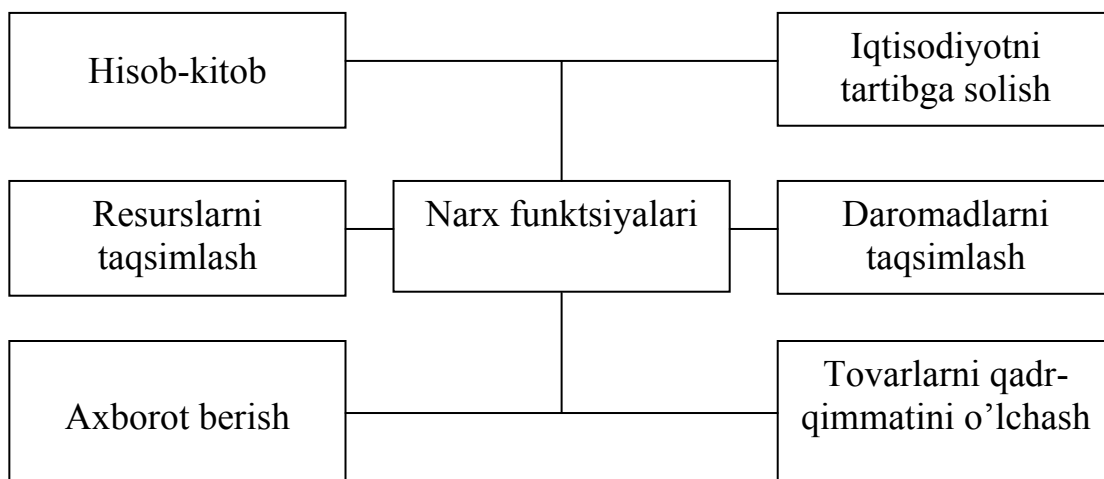 Hisob-kitob
Iqtisodiyotni
tartibga solish
Resurslarni
taqsimlash
Narx funktsiyalari
Daromadlarni
taqsimlash
Axborot berish
Tovarlarni qadr-
qimmatini o’lchash